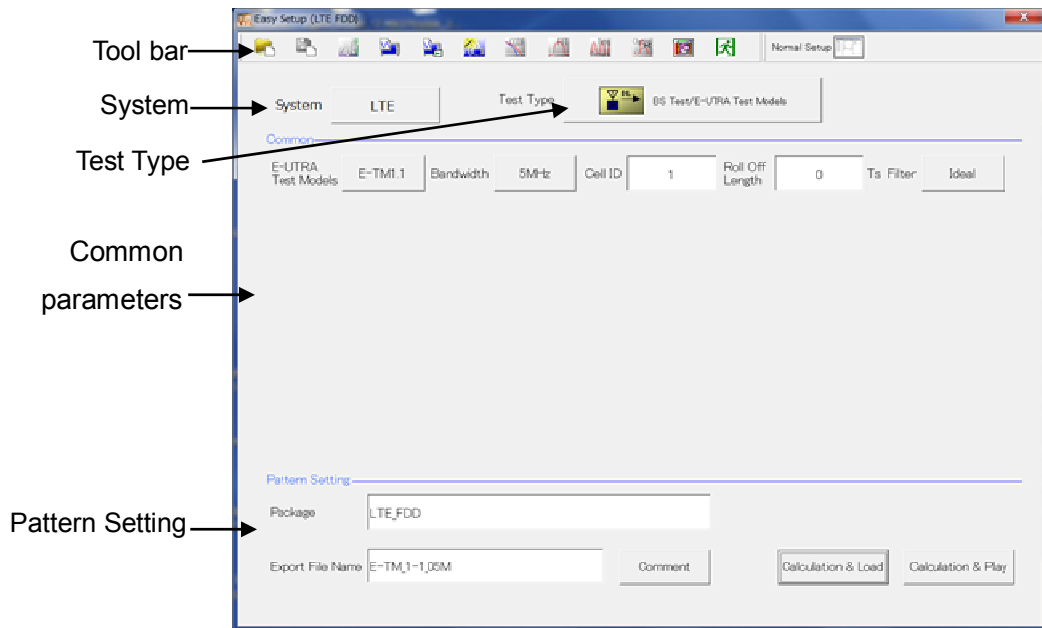 Easy Setup (LTE FDD)
Tool bar
Normal Setup
System
System
LTE
Test Type
BS Test/E-UTRA Test Models
Test Type
Common
E-UTRA
Test Models
E-TM1.1
Bandwidth
5MHz
Cell ID
1
Roll Off
Length
0
Ts Filter
Ideal
Common
parameters
Pattern Setting
Pattern Setting
Package
LTE_FDD
Export File Name
E-TM_1-1_05M
Comment
Calculation & Load
Calculation & Play